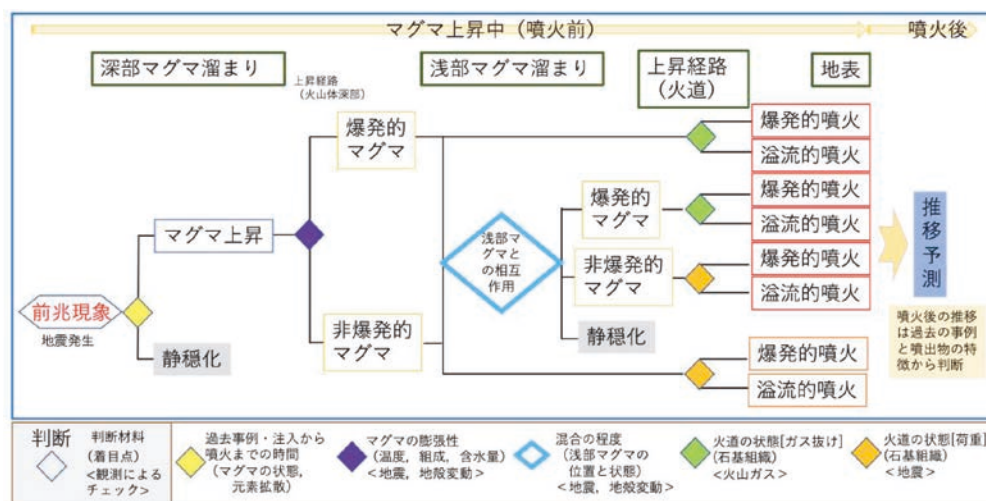 マグマ上昇中（噴火前）
噴火後
深部マグマ溜まり
上昇経路
（火山体深部）
浅部マグマ溜まり
上昇経路
（火道）
地表
爆発的
マグマ
爆発的噴火
溢流的噴火
マグマ上昇
浅部マ
グマと
の相互
作用
爆発的
マグマ
爆発的噴火
溢流的噴火
推移予測
前兆現象
地震発生
非爆発的
マグマ
爆発的噴火
溢流的噴火
静穏化
非爆発的
マグマ
静穏化
爆発的噴火
溢流的噴火
噴火後の推移
は過去の事例
と噴出物の特
徴から判断
判断
判断材料
（着目点）
<観測による
チェック>
過去事例・注入から
噴火までの時間
（マグマの状態，
元素拡散）
マグマの膨張性
（温度，組成，含水量）
<地震，地殻変動>
混合の程度
（浅部マグマの
位置と状態）
<地震，地殻変動>
火道の状態[ガス抜け]
（石基組織）
<火山ガス>
火道の状態[荷重]
（石基組織）
<地震>